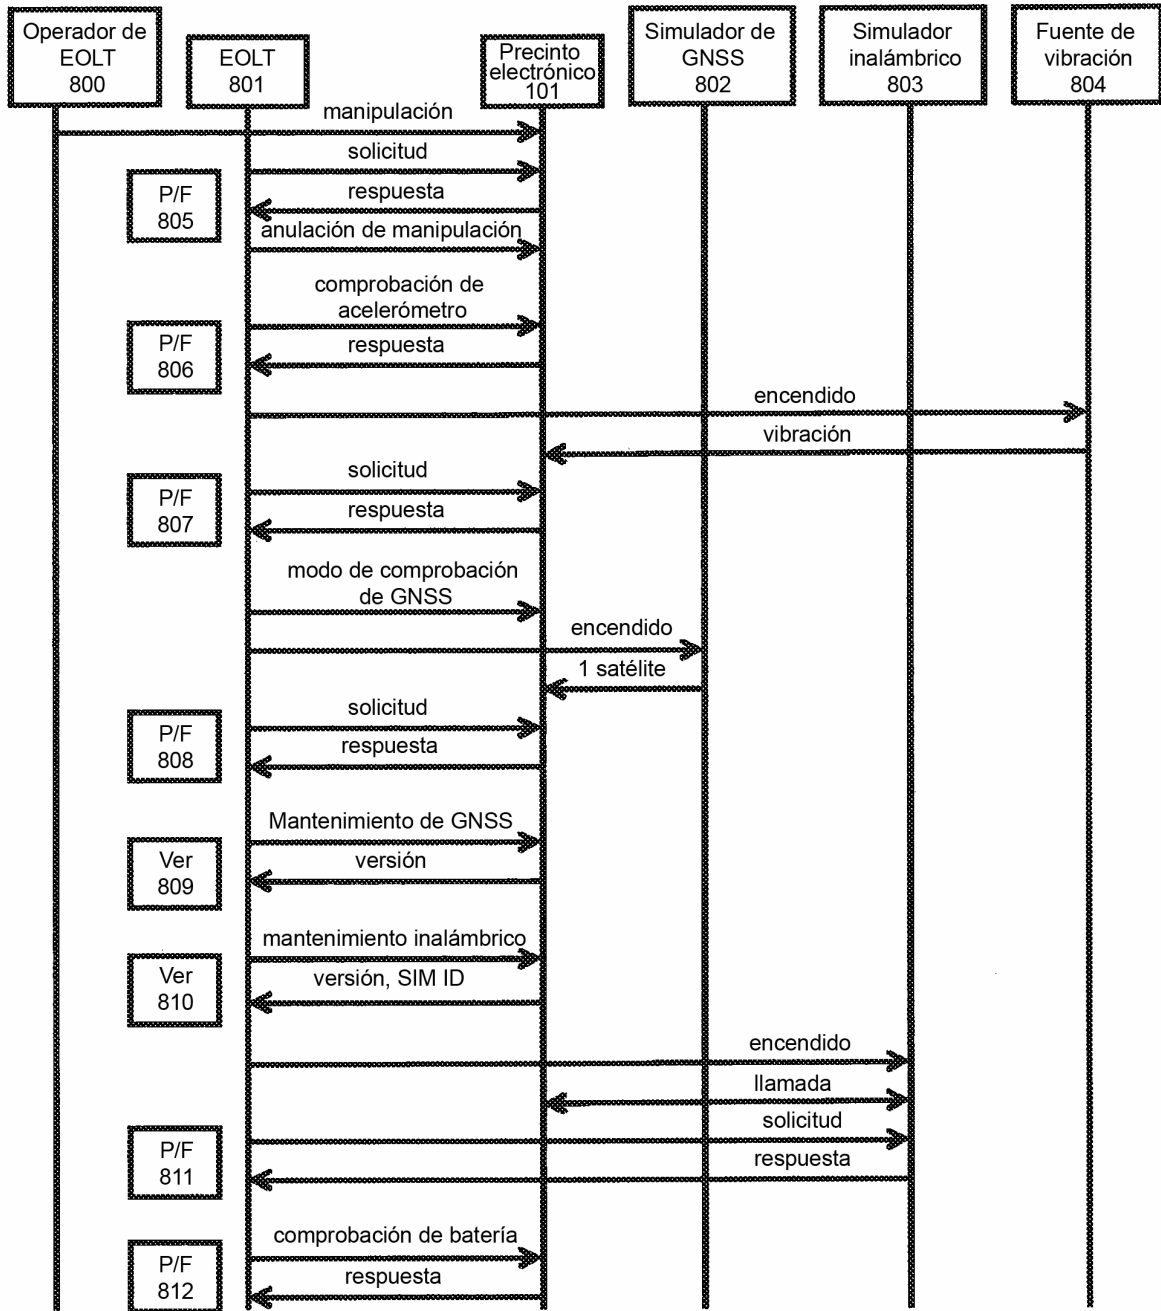 Operador de
EOLT
800
EOLT
801
Precinto
electrónico
101
Simulador de
GNSS
802
Simulador
inalámbrico
803
Fuente de
vibración
804
manipulación
solicitud
P/F
805
respuesta
anulación de manipulación
comprobación de
acelerómetro
P/F
806
respuesta
encendido
vibración
solicitud
P/F
807
respuesta
modo de comprobación
de GNSS
encendido
1 satélite
solicitud
P/F
808
respuesta
Mantenimiento de GNSS
Ver
809
versión
mantenimiento inalámbrico
Ver
810
versión, SIM ID
encendido
llamada
solicitud
P/F
811
respuesta
comprobación de batería
P/F
812
respuesta